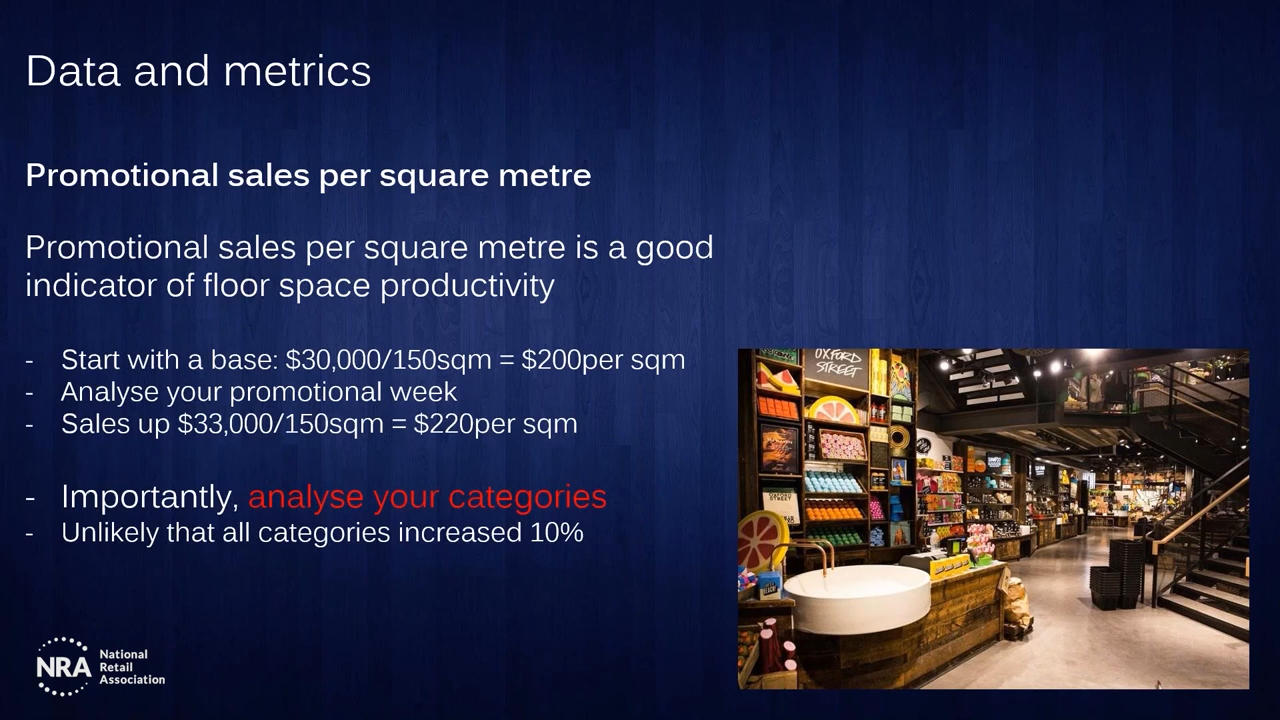 Data and metrics
Promotional sales per square metre
Promotional sales per square metre is a good
indicator of floor space productivity
- Start with a base: $30,000/150sqm = $200per sqm
- Analyse your promotional week
- Sales up $33,000/150sqm = $220per sqm
- Importantly, analyse your categories
- Unlikely that all categories increased 10%
OXFORD
STREET
OXFORD
STREET
NRA
National
Retail
Association